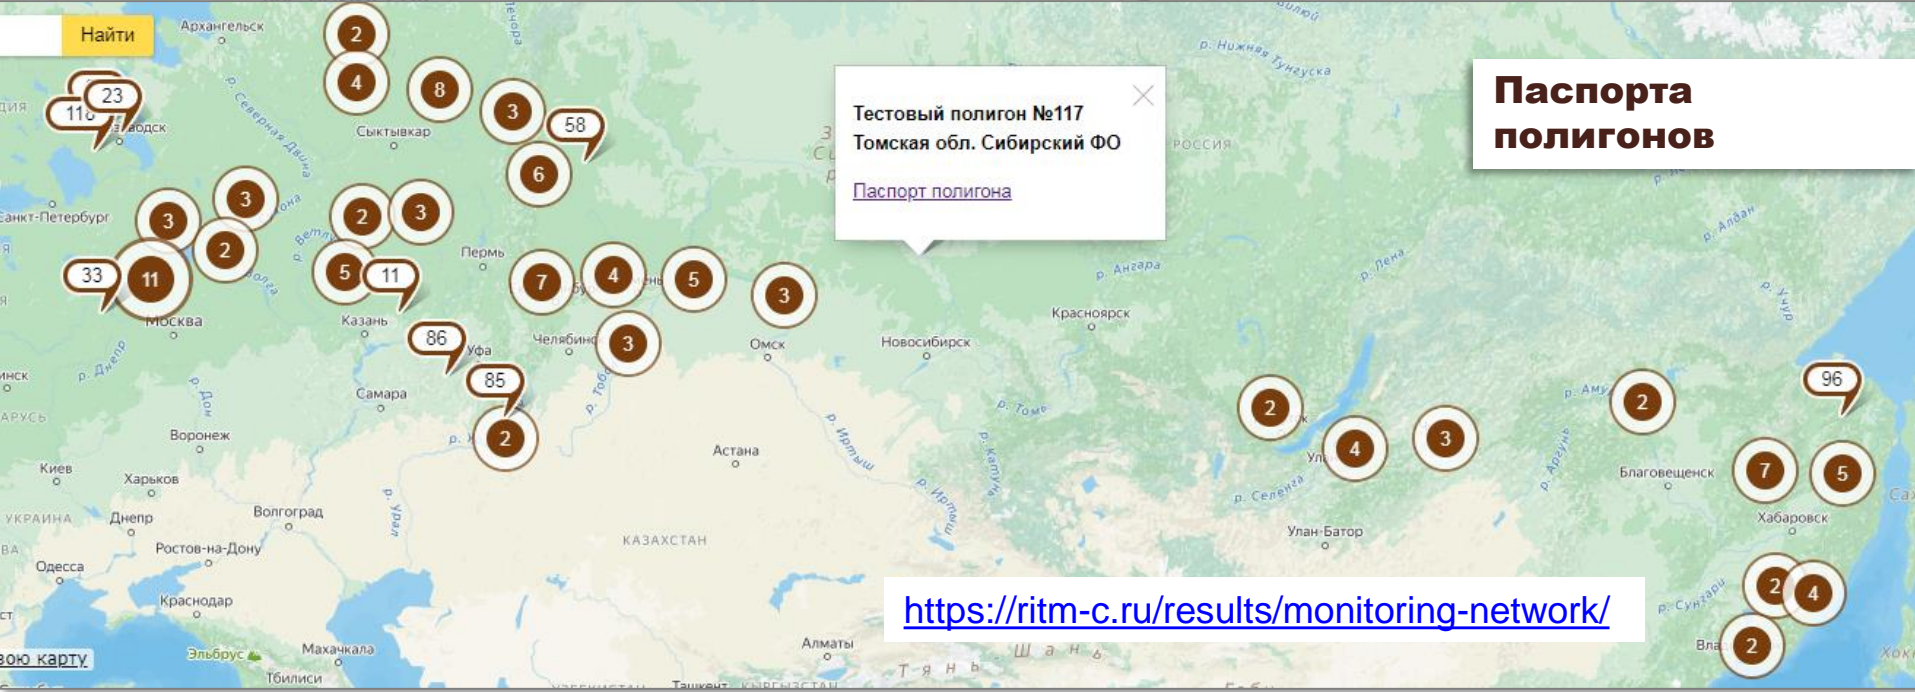 Найти
Архангельск
2
р. Нижняя Тунгуска
4
8
Паспорта
полигонов
23
3
Тестовый полигон №117
Томская обл. Сибирский ФО
Паспорт полигона
58
Сыктывкар
р. Северная Двина
РОССИЯ
6
3
3
2
3
2
р. Алдан
Пермь
33
11
5
11
7
4
5
3
р. Ангара
р. Лена
р. Учур
Москва
Казань
Красноярск
86
Уфа
3
Омск
Новосибирск
р. Днепр
85
96
Самара
р. Дон
р. Тобол
р. Томь
2
2
Воронеж
2
р. Иртыш
р. Катунь
4
3
р. Аргунь
Астана
Киев
Харьков
Благовещенск
7
5
р. Селенга
р. Урал
р. Иртыш
УКРАИНА
Днепр
Волгоград
Хабаровск
КАЗАХСТАН
Улан-Батор
Ростов-на-Дону
Одесса
2
4
Краснодар
https://ritm-c.ru/results/monitoring-network/
р. Сунгари
Эльбрус
Махачкала
Алматы
Тянь-Шань
2
Тбилиси